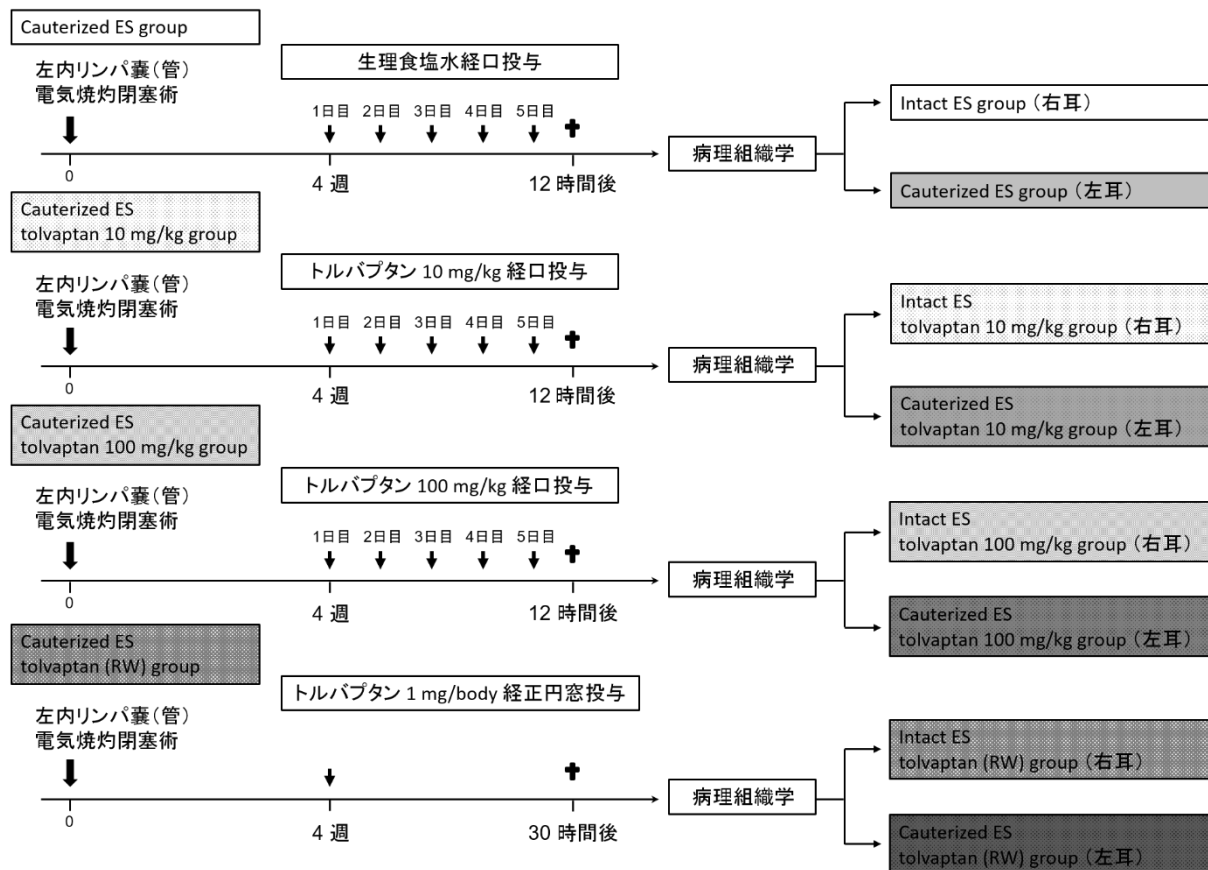 Cauterized ES group
左内リンパ嚢（管）
電気焼灼閉塞術
生理食塩水経口投与
1日目 2日目 3日目 4日目 5日目
0
4 週
12 時間後
病理組織学
Intact ES group（右耳）
Cauterized ES group（左耳）
Cauterized ES
tolvaptan 10 mg/kg group
左内リンパ嚢（管）
電気焼灼閉塞術
トルバプタン 10 mg/kg 経口投与
1日目 2日目 3日目 4日目 5日目
0
4 週
12 時間後
病理組織学
Intact ES
tolvaptan 10 mg/kg group（右耳）
Cauterized ES
tolvaptan 10 mg/kg group（左耳）
Cauterized ES
tolvaptan 100 mg/kg group
左内リンパ嚢（管）
電気焼灼閉塞術
トルバプタン 100 mg/kg 経口投与
1日目 2日目 3日目 4日目 5日目
0
4 週
12 時間後
病理組織学
Intact ES
tolvaptan 100 mg/kg group（右耳）
Cauterized ES
tolvaptan 100 mg/kg group（左耳）
Cauterized ES
tolvaptan (RW) group
左内リンパ嚢（管）
電気焼灼閉塞術
トルバプタン 1 mg/body 経正円窓投与
0
4 週
30 時間後
病理組織学
Intact ES
tolvaptan (RW) group（右耳）
Cauterized ES
tolvaptan (RW) group（左耳）